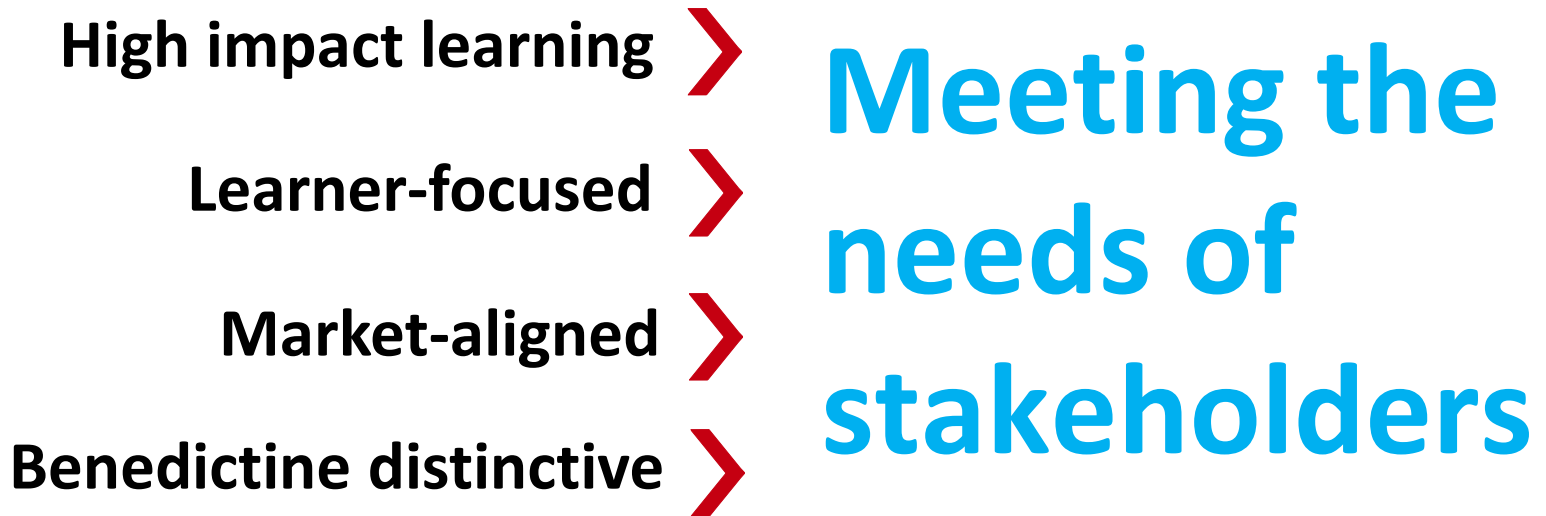 High impact learning
Learner-focused
Market-aligned
Benedictine distinctive
Meeting the
needs of
stakeholders